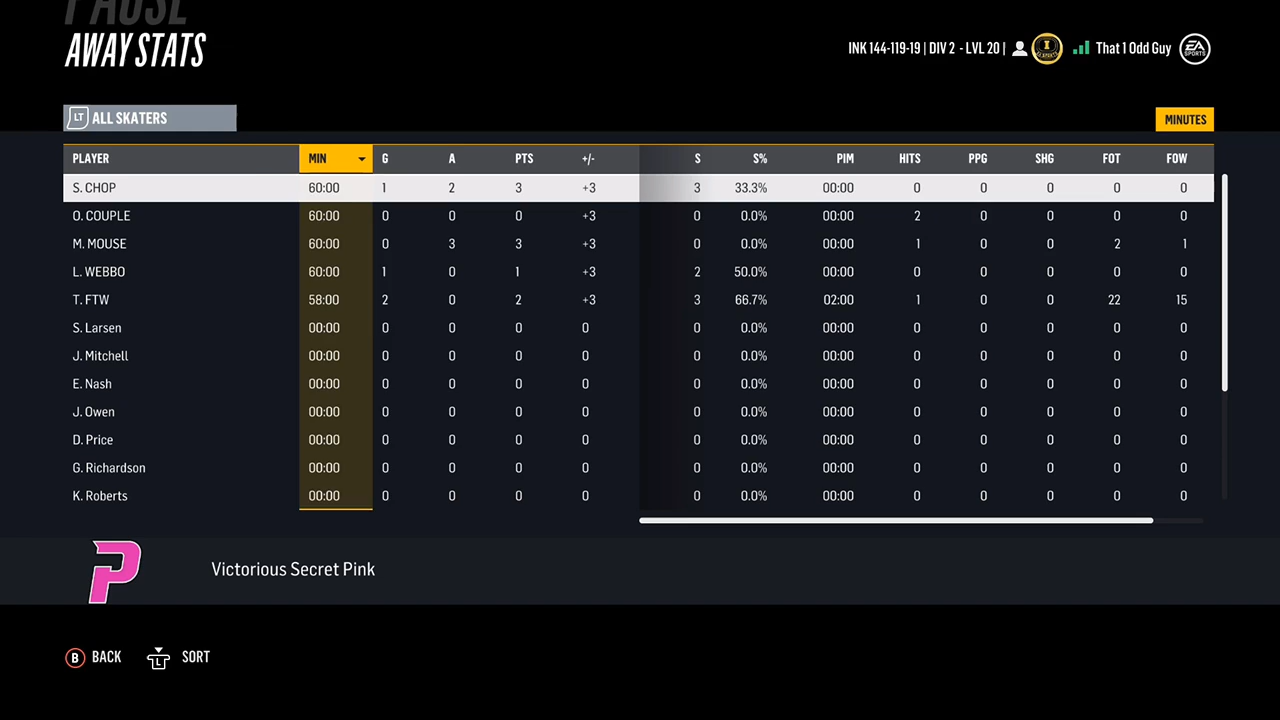 PAUSE
AWAY STATS
INK 144-119-19 | DIV 2 - LVL 20 | That 1 Odd Guy EA SPORTS
LT ALL SKATERS
MINUTES
PLAYER MIN G A PTS +/- S S% PIM HITS PPG SHG FOT FOW
S. CHOP 60:00 1 2 3 +3 3 33.3% 00:00 0 0 0 0 0
O. COUPLE 60:00 0 0 0 +3 0 0.0% 00:00 2 0 0 0 0
M. MOUSE 60:00 0 3 3 +3 0 0.0% 00:00 1 0 0 2 1
L. WEBBO 60:00 1 0 1 +3 2 50.0% 00:00 0 0 0 0 0
T. FTW 58:00 2 0 2 +3 3 66.7% 02:00 1 0 0 22 15
S. Larsen 00:00 0 0 0 0 0 0.0% 00:00 0 0 0 0 0
J. Mitchell 00:00 0 0 0 0 0 0.0% 00:00 0 0 0 0 0
E. Nash 00:00 0 0 0 0 0 0.0% 00:00 0 0 0 0 0
J. Owen 00:00 0 0 0 0 0 0.0% 00:00 0 0 0 0 0
D. Price 00:00 0 0 0 0 0 0.0% 00:00 0 0 0 0 0
G. Richardson 00:00 0 0 0 0 0 0.0% 00:00 0 0 0 0 0
K. Roberts 00:00 0 0 0 0 0 0.0% 00:00 0 0 0 0 0
P Victorious Secret Pink
B BACK L SORT